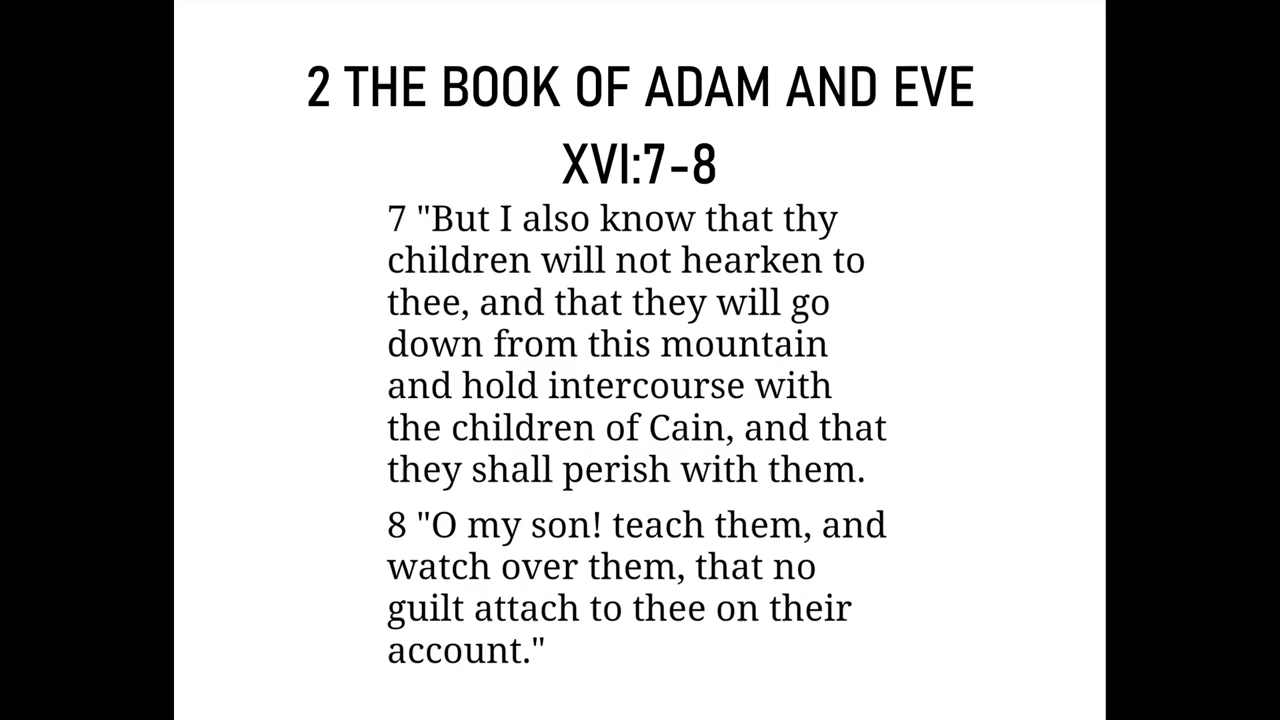 2 THE BOOK OF ADAM AND EVE
XVI:7-8
7 "But I also know that thy
children will not hearken to
thee, and that they will go
down from this mountain
and hold intercourse with
the children of Cain, and that
they shall perish with them.
8 "O my son! teach them, and
watch over them, that no
guilt attach to thee on their
account."